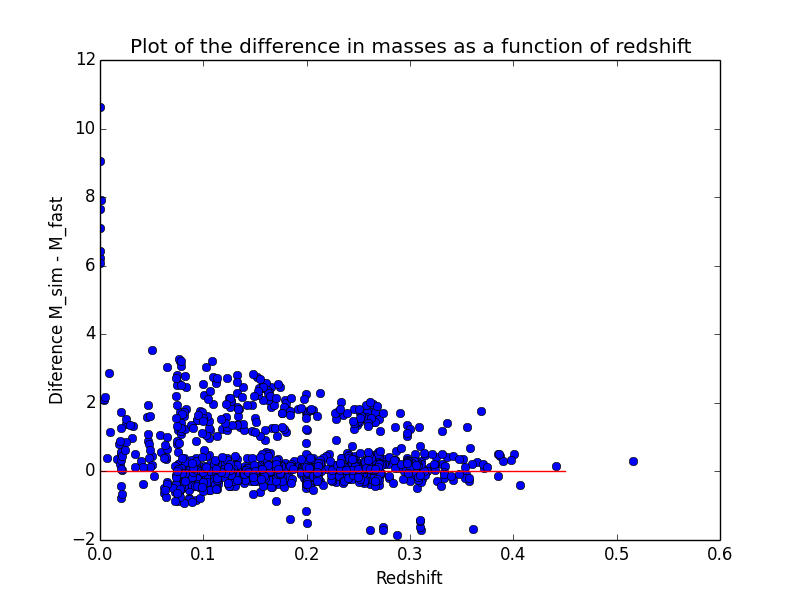 Plot of the difference in masses as a function of redshift
12
10
8
6
4
2
0
−2
Diference M_sim - M_fast
0.0 0.1 0.2 0.3 0.4 0.5 0.6
Redshift